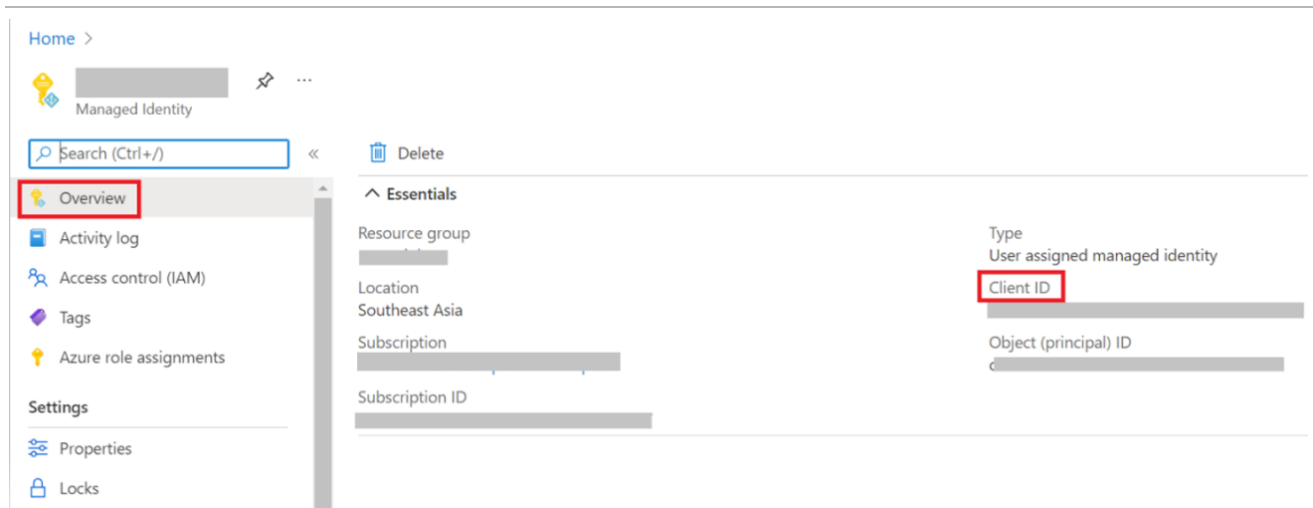 Home >
...
Managed Identity
Search (Ctrl+/)
«
Delete
Overview
Essentials
Activity log
Resource group
Type
User assigned managed identity
Access control (IAM)
Location
Client ID
Southeast Asia
Tags
Subscription
Object (principal) ID
Azure role assignments
Subscription ID
Settings
Properties
Locks